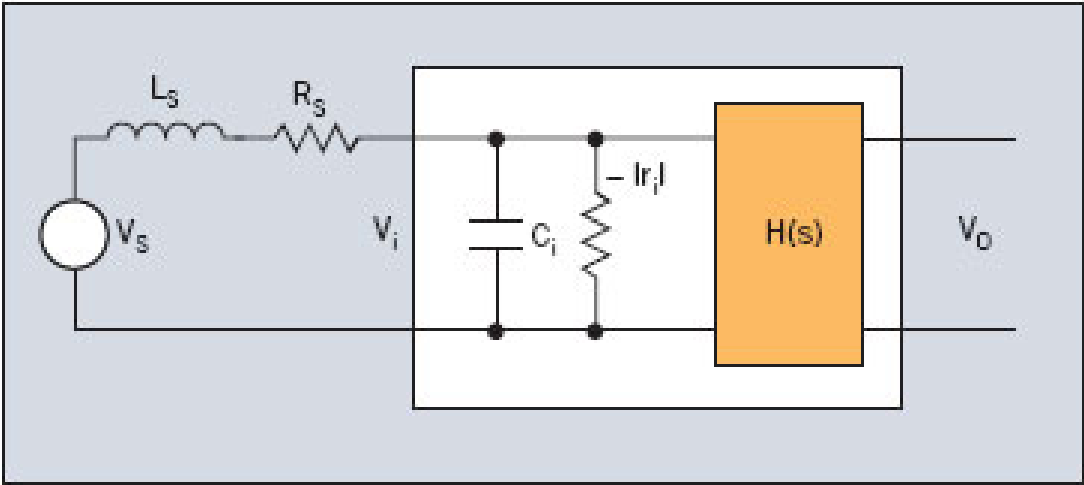 L_S
R_S
– |r_i|
V_S
V_i
C_i
H(s)
V_O